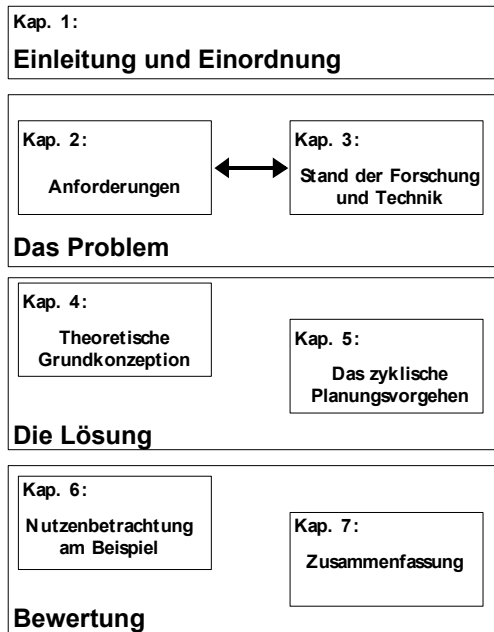 Kap. 1:
Einleitung und Einordnung
Kap. 2:
Anforderungen
Kap. 3:
Stand der Forschung
und Technik
Das Problem
Kap. 4:
Theoretische
Grundkonzeption
Kap. 5:
Das zyklische
Planungsvorgehen
Die Lösung
Kap. 6:
Nutzenbetrachtung
am Beispiel
Kap. 7:
Zusammenfassung
Bewertung